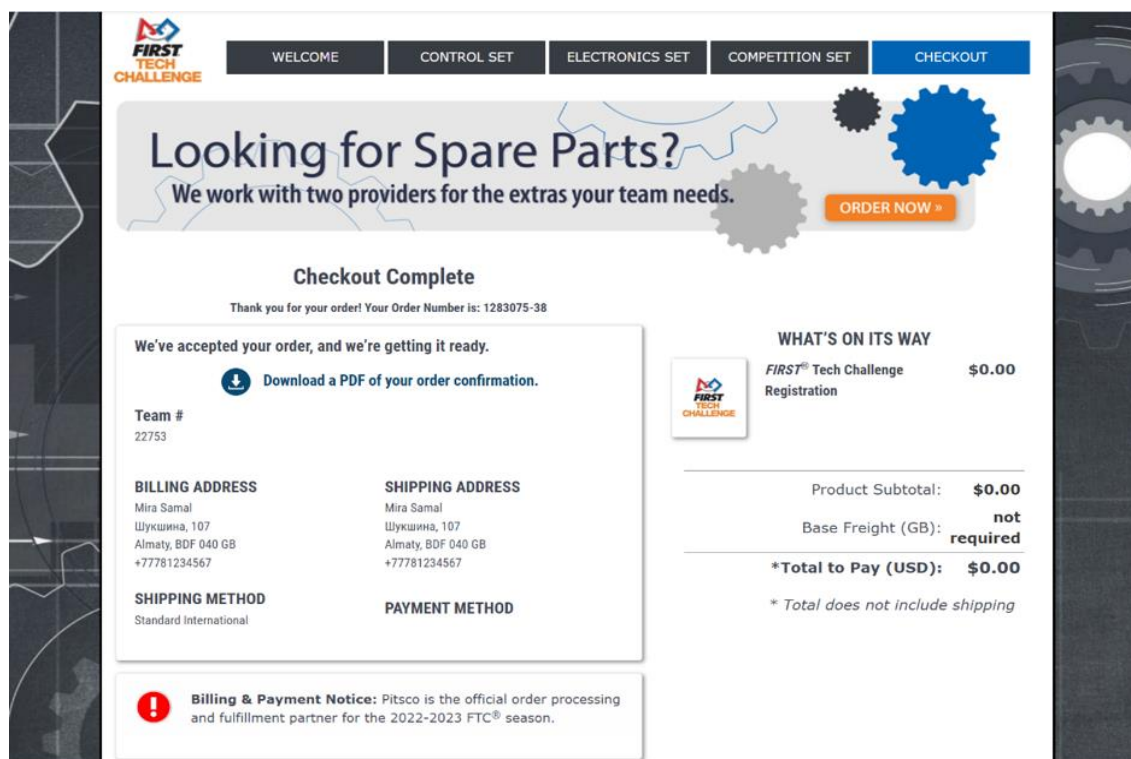 FIRST
TECH
CHALLENGE
WELCOME
CONTROL SET
ELECTRONICS SET
COMPETITION SET
CHECKOUT
Looking for Spare Parts?
We work with two providers for the extras your team needs.
ORDER NOW »
Checkout Complete
Thank you for your order! Your Order Number is: 1283075-38
We've accepted your order, and we're getting it ready.
Download a PDF of your order confirmation.
Team #
22753
BILLING ADDRESS
Mira Samal
Шукшина, 107
Almaty, BDF 040 GB
+77781234567
SHIPPING ADDRESS
Mira Samal
Шукшина, 107
Almaty, BDF 040 GB
+77781234567
SHIPPING METHOD
Standard International
PAYMENT METHOD
Billing & Payment Notice: Pitsco is the official order processing
and fulfillment partner for the 2022-2023 FTC® season.
WHAT'S ON ITS WAY
FIRST
TECH
CHALLENGE
FIRST® Tech Challenge
Registration
$0.00
Product Subtotal: $0.00
Base Freight (GB): not
required
*Total to Pay (USD): $0.00
* Total does not include shipping